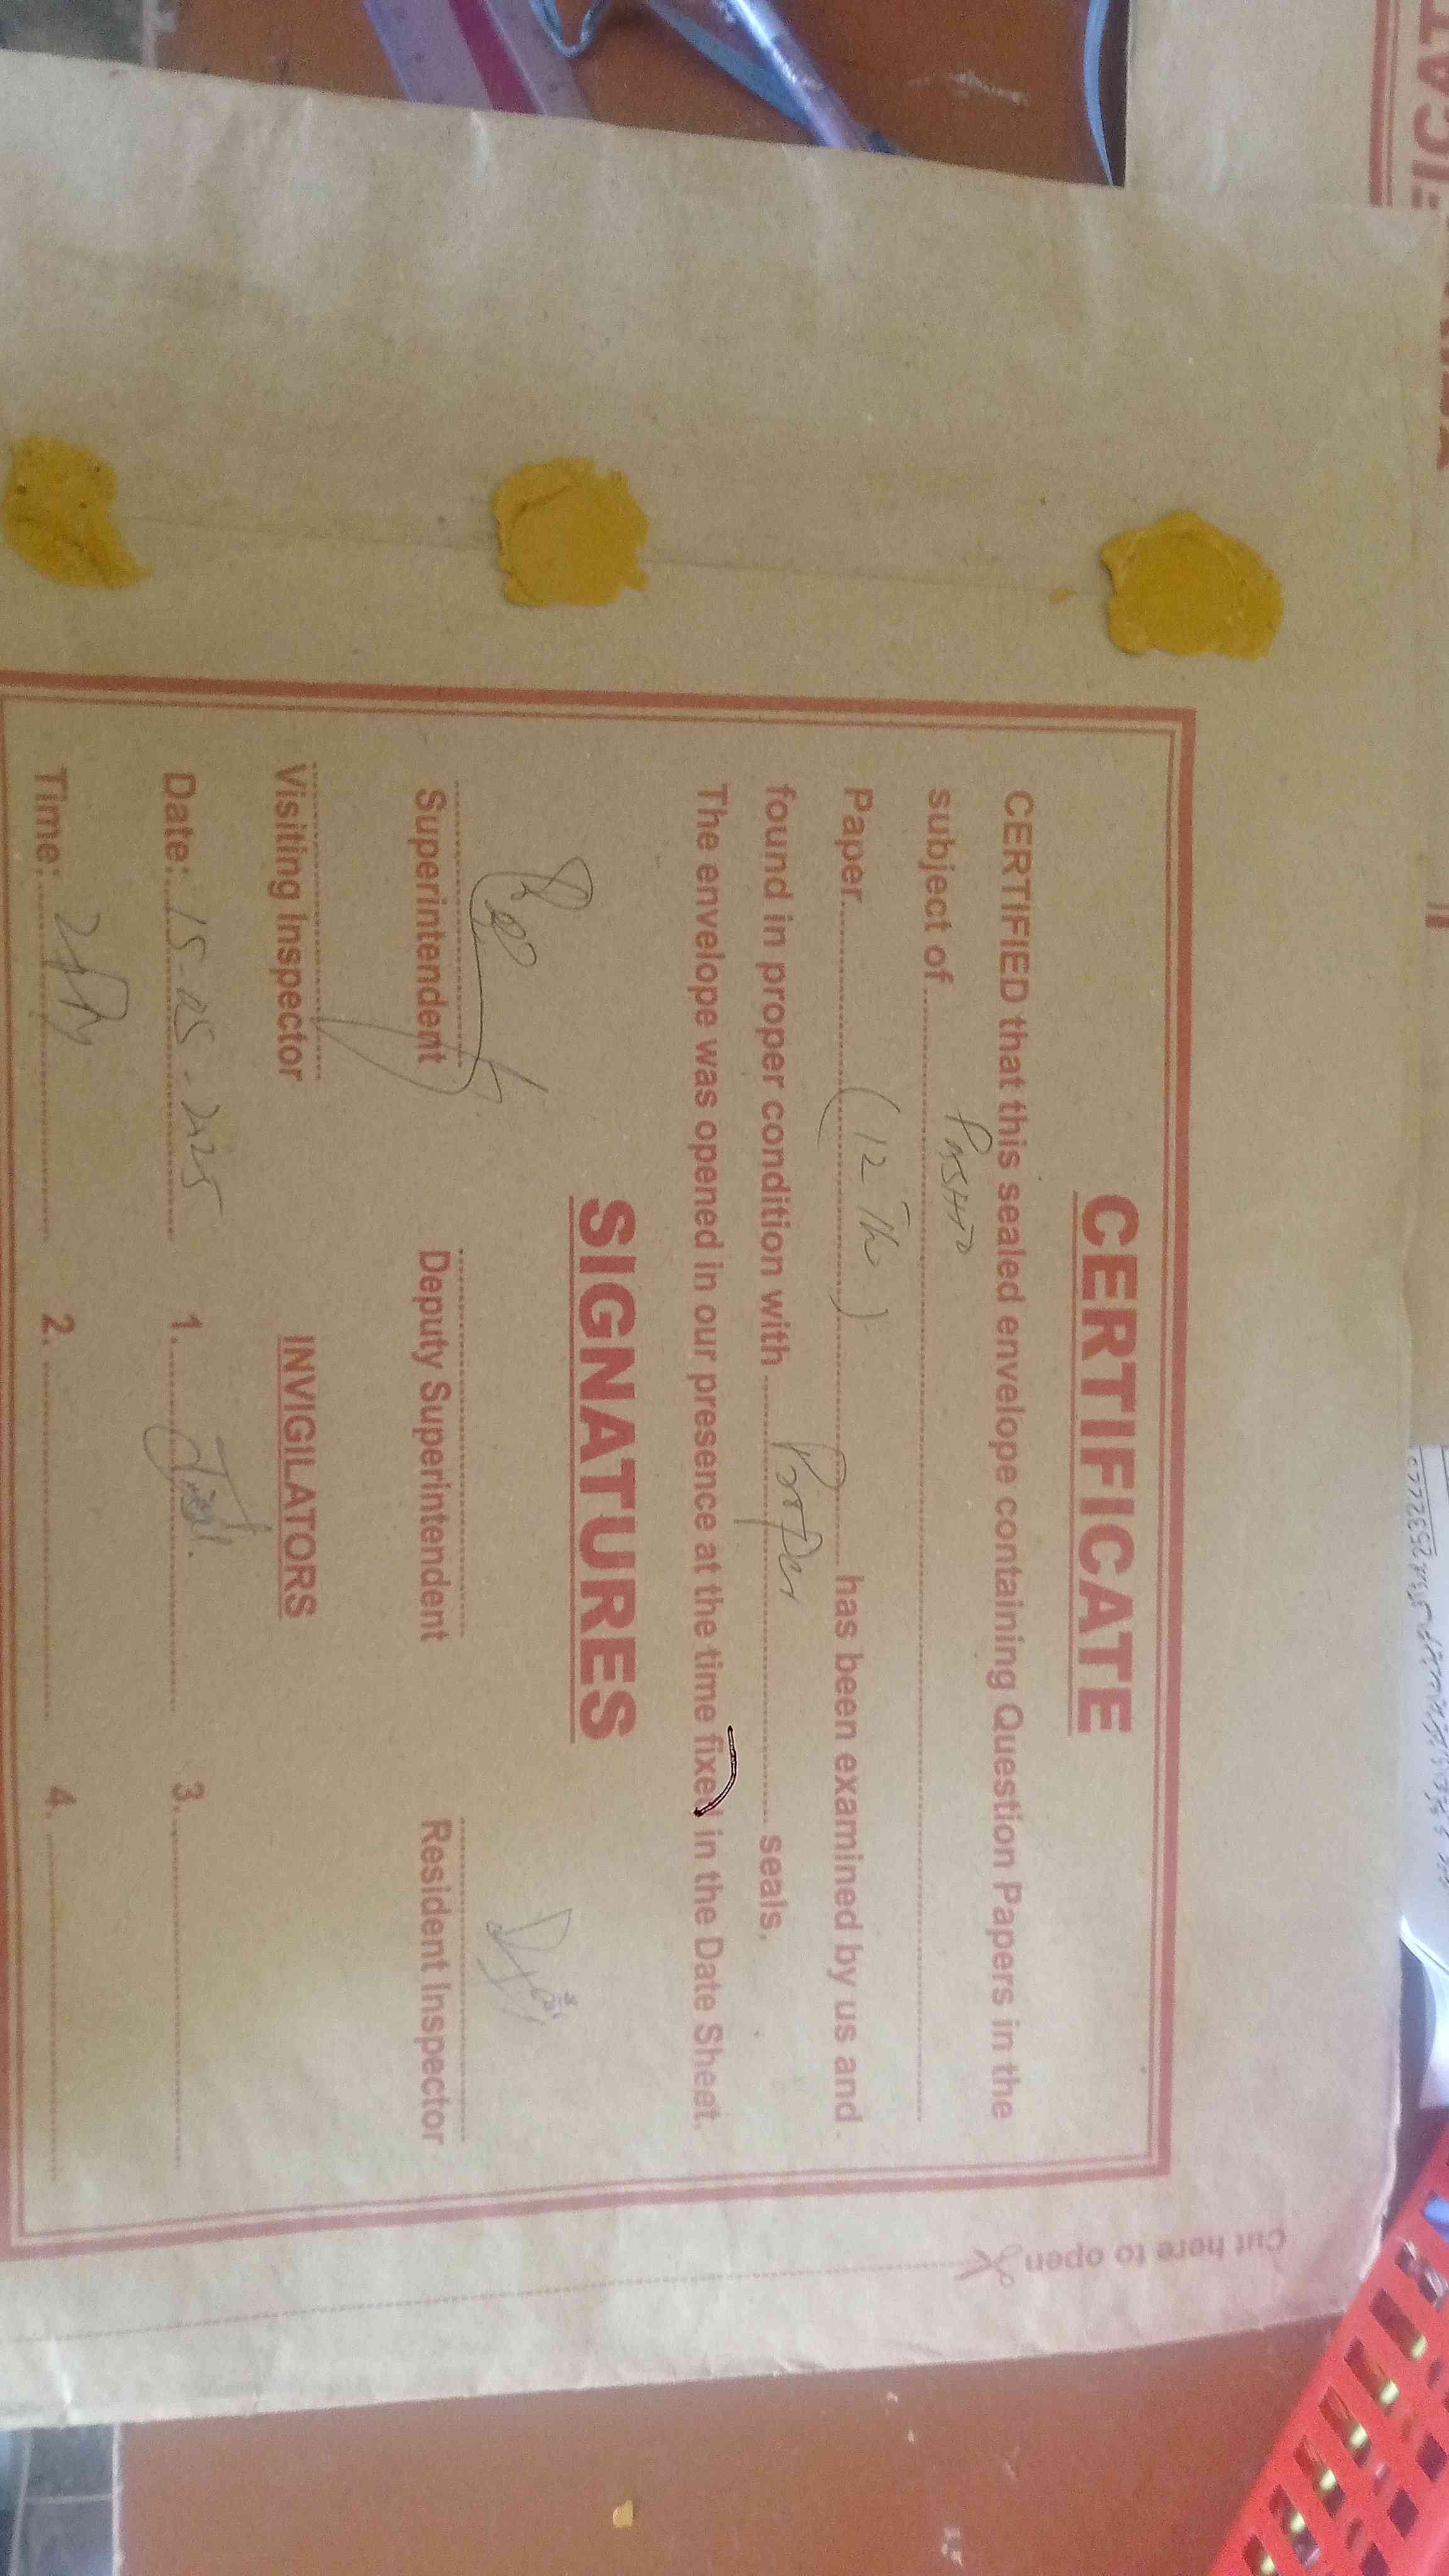 CERTIFICATE
CERTIFIED that this sealed envelope containing Question Papers in the
subject of PASHTO
Paper (12 Th) has been examined by us and
found in proper condition with Proper seals.
The envelope was opened in our presence at the time fixed in the Date Sheet.
SIGNATURES
Superintendent Deputy Superintendent Resident Inspector
Visiting Inspector INVIGILATORS
Date: 15-05-2025 1. 3.
Time: 2. 4.
Cut here to open